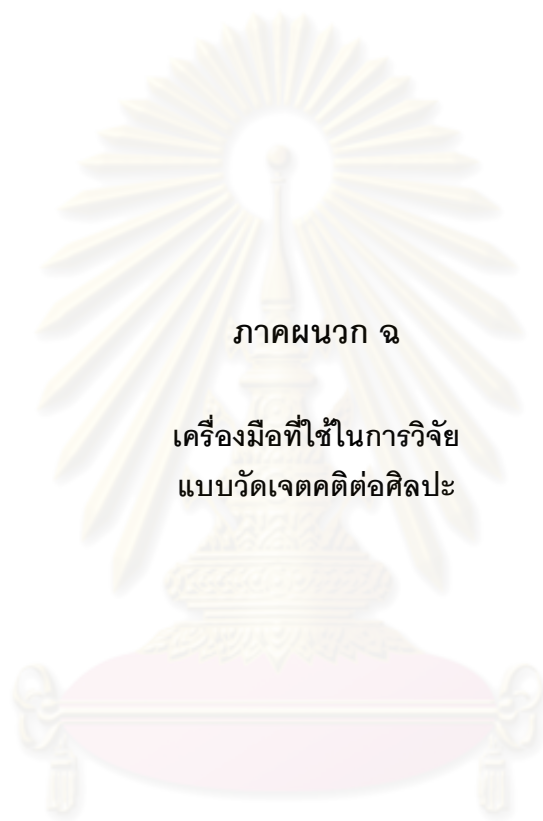 ภาคผนวก ฉ
เครื่องมือที่ใช้ในการวิจัย
แบบวัดเจตคติต่อศิลปะ